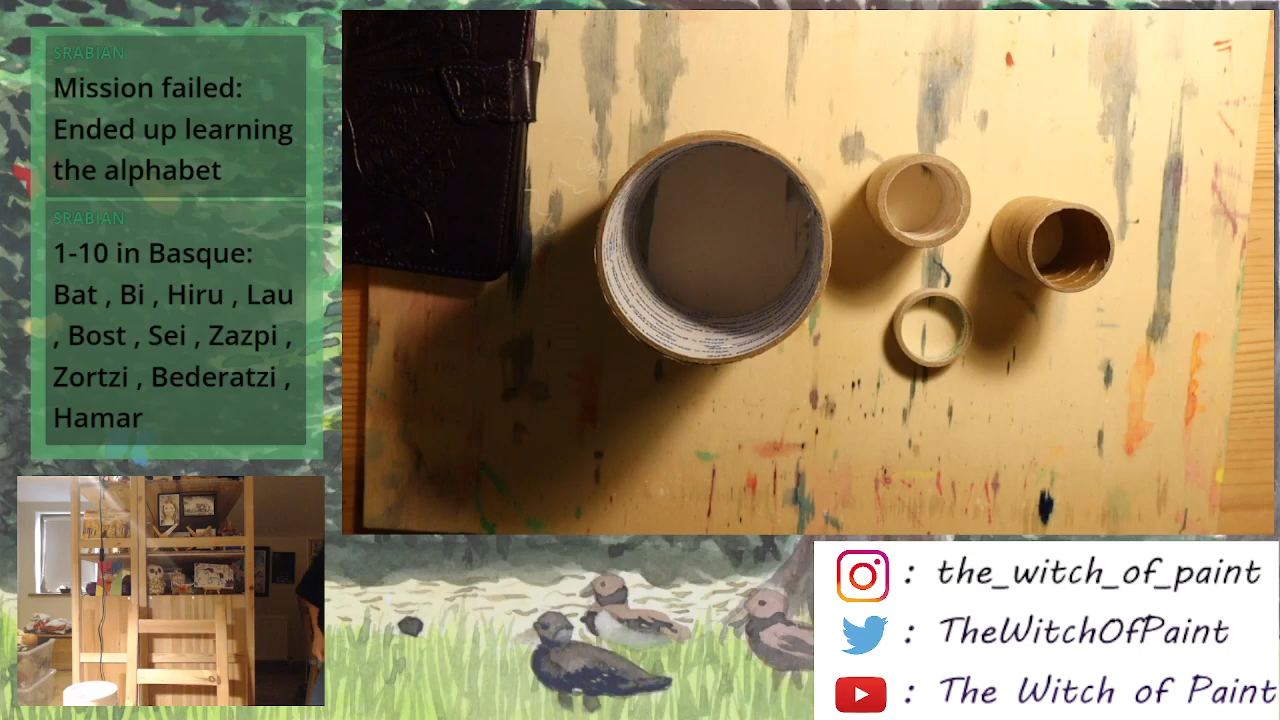 SRABIAN
Mission failed:
Ended up learning
the alphabet
SRABIAN
1-10 in Basque:
Bat , Bi , Hiru , Lau
, Bost , Sei , Zazpi ,
Zortzi , Bederatzi ,
Hamar
: the_witch_of_paint
: TheWitchOfPaint
: The Witch of Paint